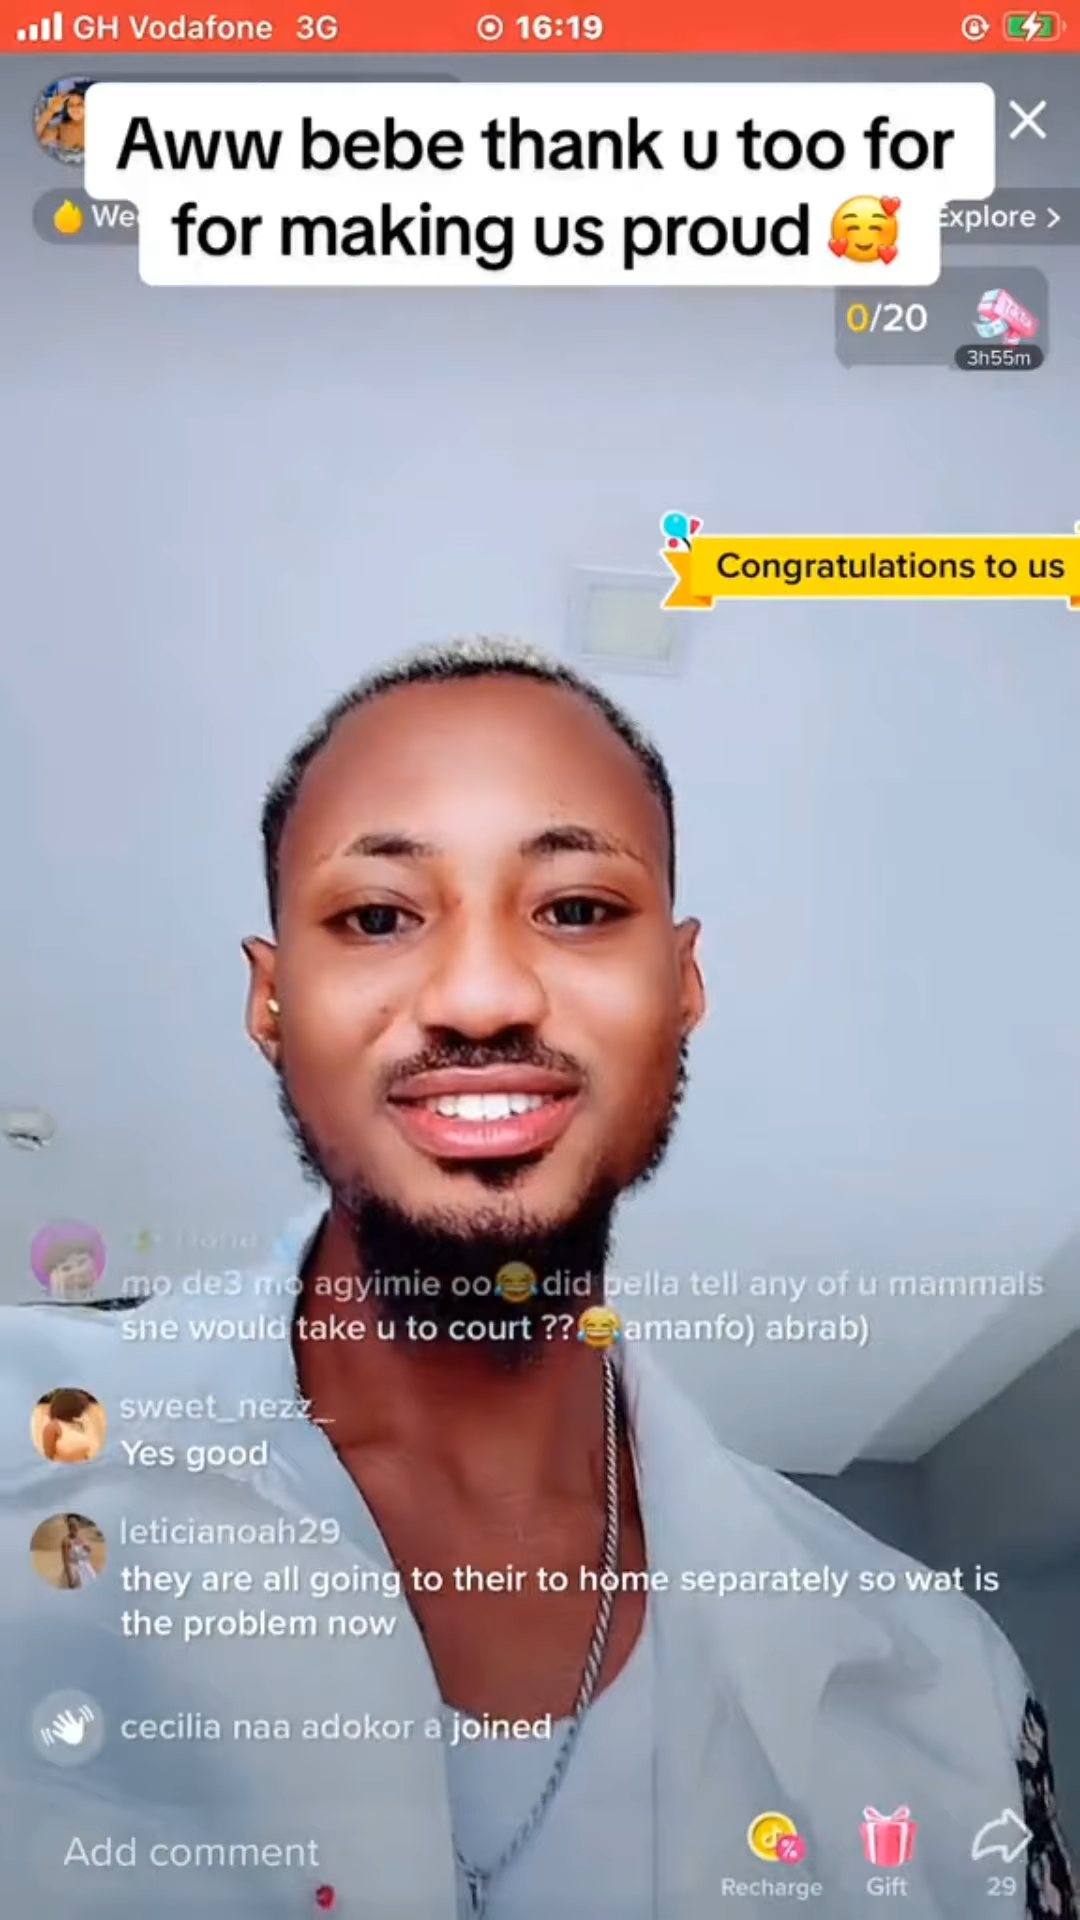 GH Vodafone 3G 16:19
Aww bebe thank u too for
for making us proud 🥰
Explore >
0/20
3h55m
Congratulations to us
mo de3 mo agyimie oo😂did bella tell any of u mammals
sne would take u to court ??😂amanfo) abrab)
sweet_nezz_
Yes good
leticianoah29
they are all going to their to home separately so wat is
the problem now
cecilia naa adokor a joined
Add comment
Recharge
Gift
29